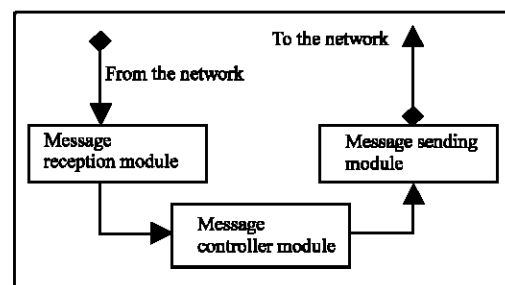 To the network
From the network
Message
reception module
Message sending
module
Message
controller module